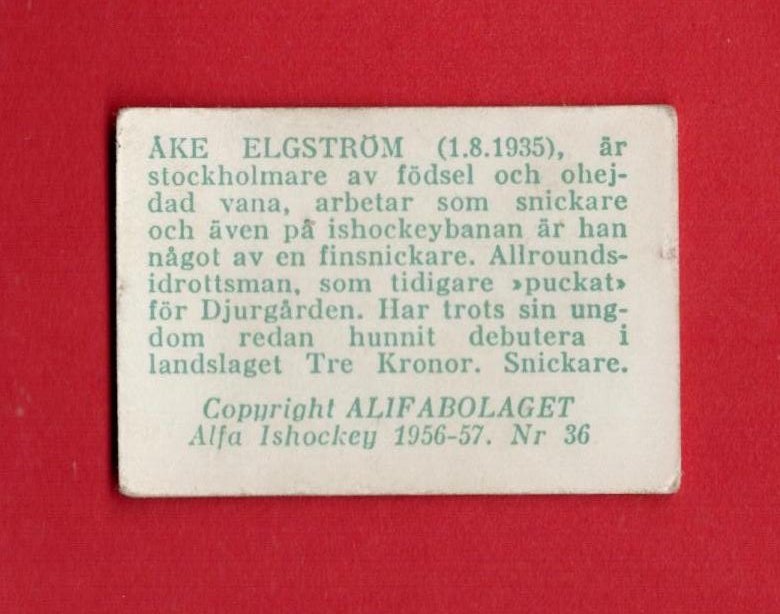 ÅKE ELGSTRÖM (1.8.1935), är
stockholmare av födsel och ohej-
dad vana, arbetar som snickare
och även på ishockeybanan är han
något av en finsnickare. Allrounds-
idrottsman, som tidigare »puckat»
för Djurgården. Har trots sin ung-
dom redan hunnit debutera i
landslaget Tre Kronor. Snickare.
Copyright ALIFABOLAGET
Alfa Ishockey 1956-57. Nr 36